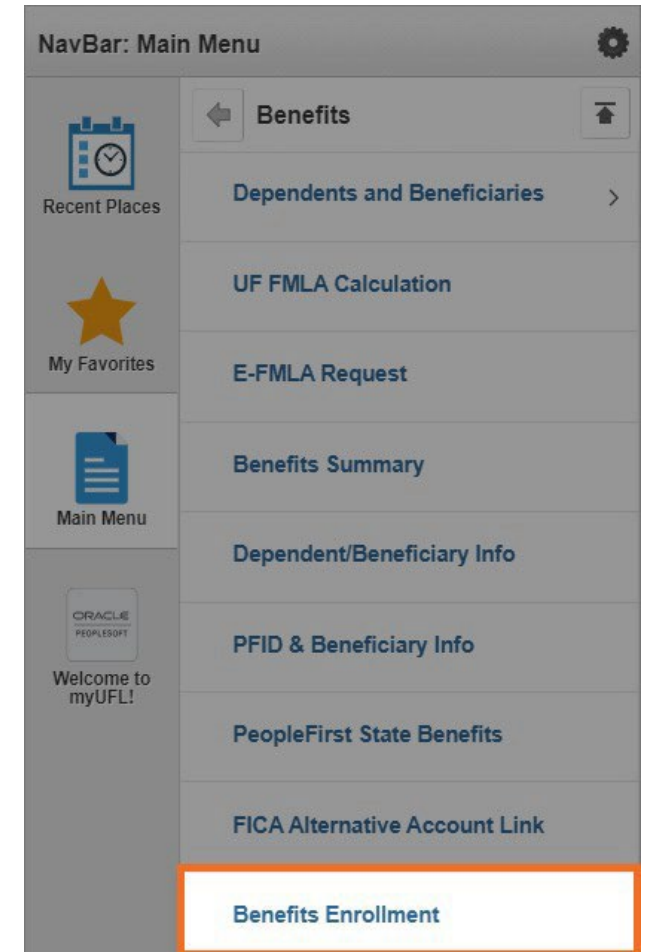 NavBar: Main Menu
Benefits
Recent Places
My Favorites
Main Menu
ORACLE
PEOPLESOFT
Welcome to
myUFL!
Dependents and Beneficiaries
UF FMLA Calculation
E-FMLA Request
Benefits Summary
Dependent/Beneficiary Info
PFID & Beneficiary Info
PeopleFirst State Benefits
FICA Alternative Account Link
Benefits Enrollment